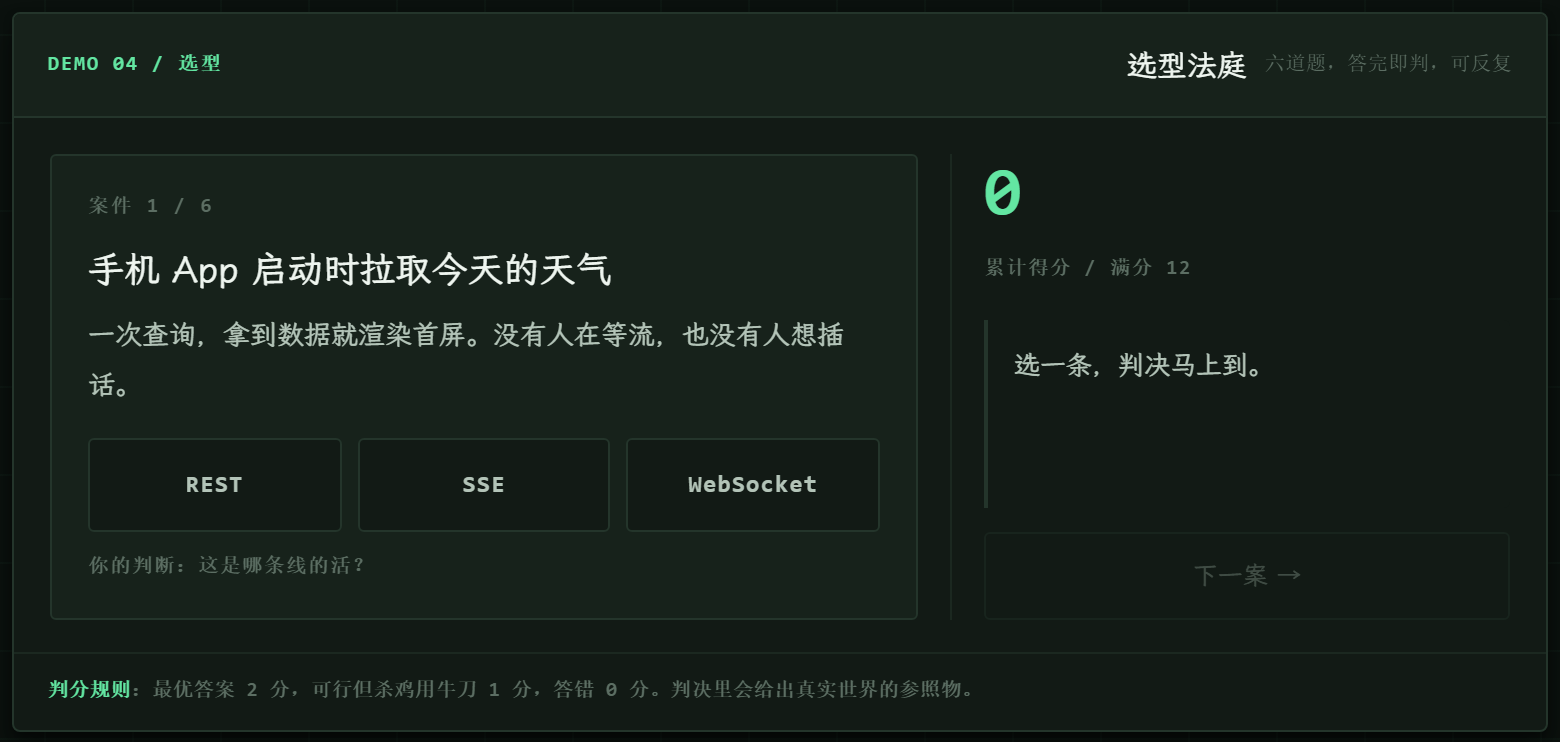 DEMO 04 / 选型
选型法庭 六道题，答完即判，可反复
案件 1 / 6
手机 App 启动时拉取今天的天气
一次查询，拿到数据就渲染首屏。没有人在等流，也没有人想插
话。
REST
SSE
WebSocket
你的判断：这是哪条线的活？
0
累计得分 / 满分 12
选一条，判决马上到。
下一案 →
判分规则：最优答案 2 分，可行但杀鸡用牛刀 1 分，答错 0 分。判决里会给出真实世界的参照物。